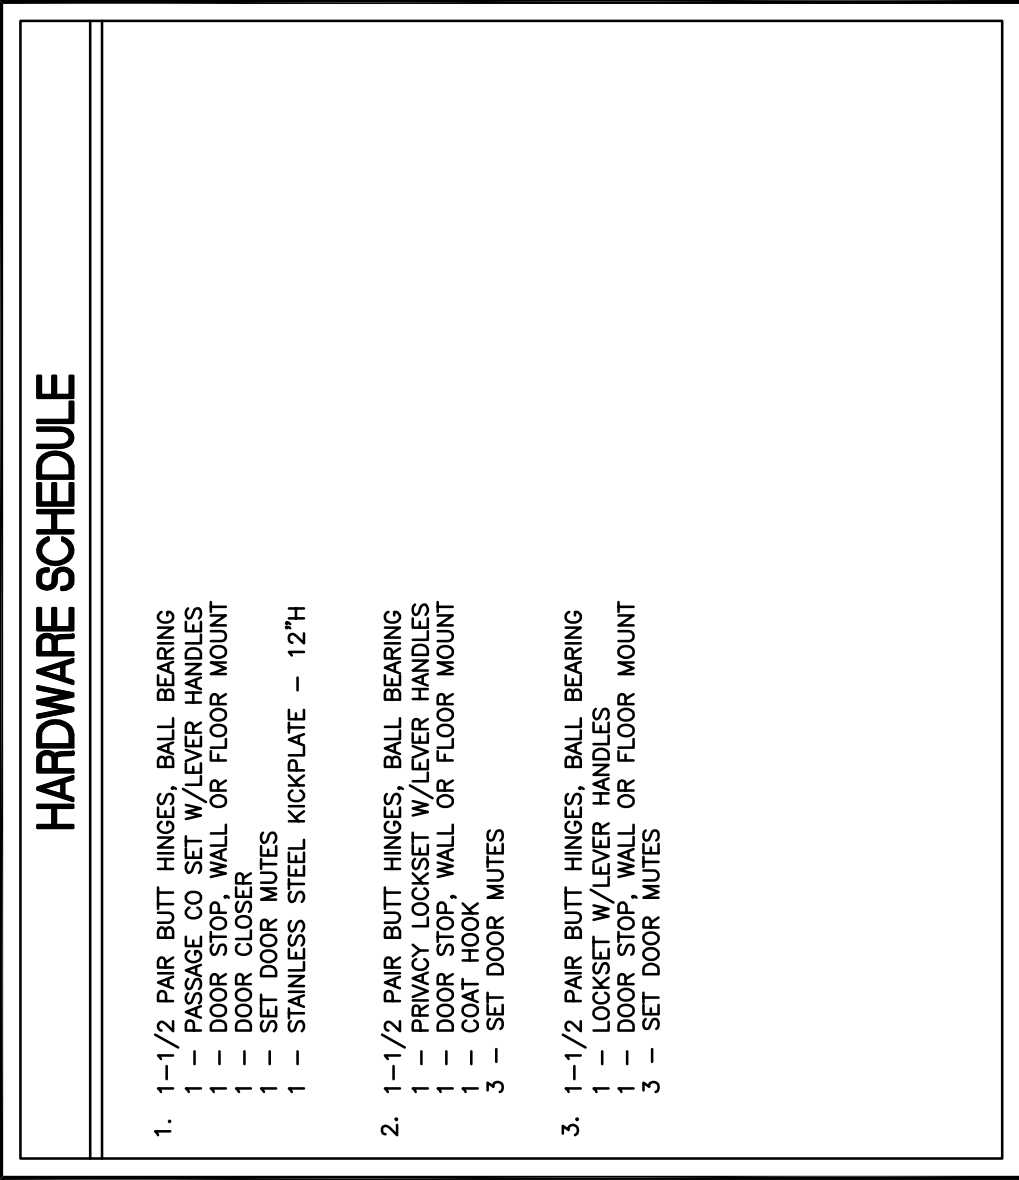 HARDWARE SCHEDULE
1. 1-1/2 PAIR BUTT HINGES, BALL BEARING
1 - PASSAGE CO SET W/LEVER HANDLES
1 - DOOR STOP, WALL OR FLOOR MOUNT
1 - DOOR CLOSER
1 - SET DOOR MUTES
1 - STAINLESS STEEL KICKPLATE - 12"H
2. 1-1/2 PAIR BUTT HINGES, BALL BEARING
1 - PRIVACY LOCKSET W/LEVER HANDLES
1 - DOOR STOP, WALL OR FLOOR MOUNT
1 - COAT HOOK
3 - SET DOOR MUTES
3. 1-1/2 PAIR BUTT HINGES, BALL BEARING
1 - LOCKSET W/LEVER HANDLES
1 - DOOR STOP, WALL OR FLOOR MOUNT
3 - SET DOOR MUTES